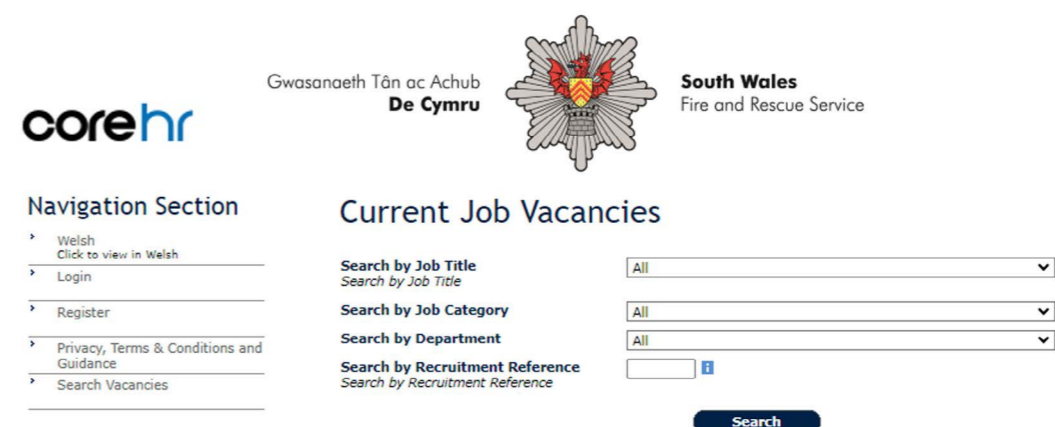 Gwasanaeth Tân ac Achub
De Cymru
South Wales
Fire and Rescue Service
corehr
Navigation Section
Welsh
Click to view in Welsh
Login
Register
Privacy, Terms & Conditions and
Guidance
Search Vacancies
Current Job Vacancies
Search by Job Title
Search by Job Title
All
Search by Job Category
All
Search by Department
All
Search by Recruitment Reference
Search by Recruitment Reference
i
Search